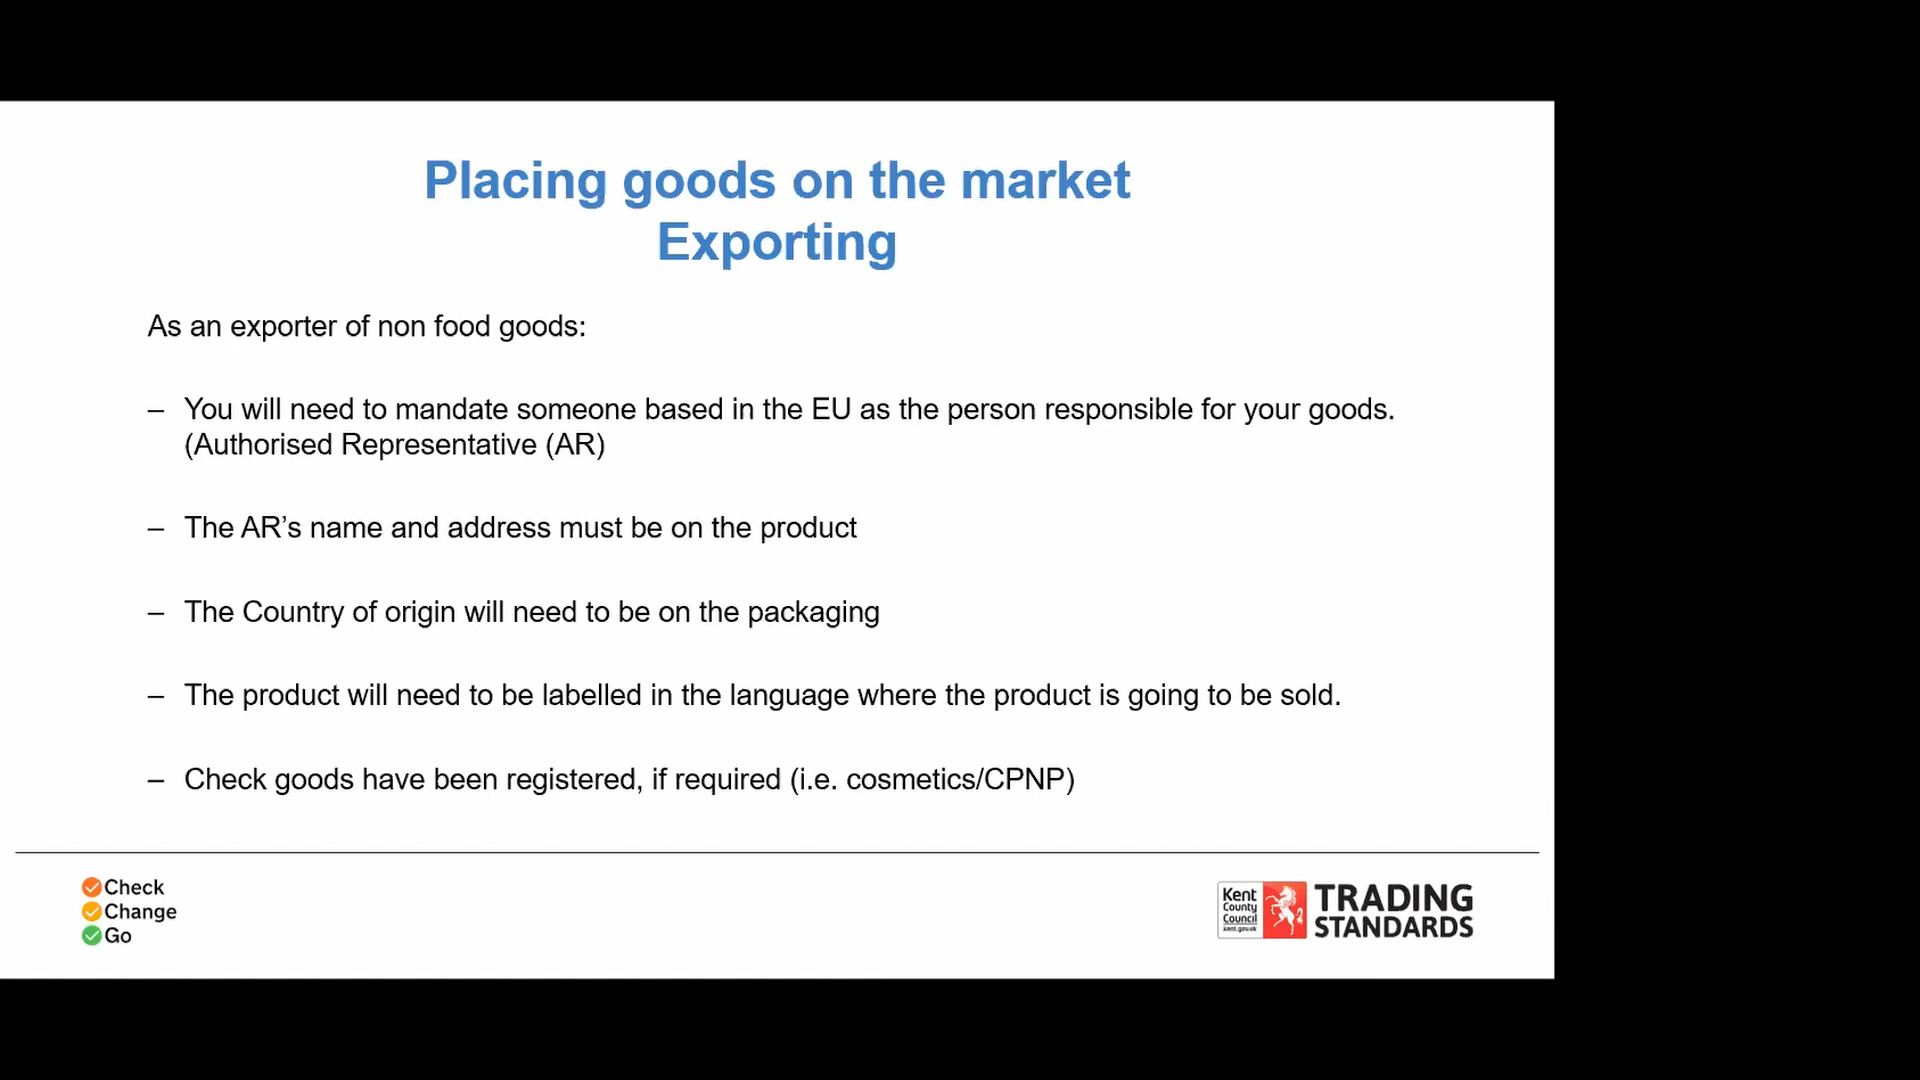 Placing goods on the market
Exporting
As an exporter of non food goods:
– You will need to mandate someone based in the EU as the person responsible for your goods.
(Authorised Representative (AR)
– The AR’s name and address must be on the product
– The Country of origin will need to be on the packaging
– The product will need to be labelled in the language where the product is going to be sold.
– Check goods have been registered, if required (i.e. cosmetics/CPNP)
Check
Change
Go
Kent
County
Council
kent.gov.uk
TRADING
STANDARDS